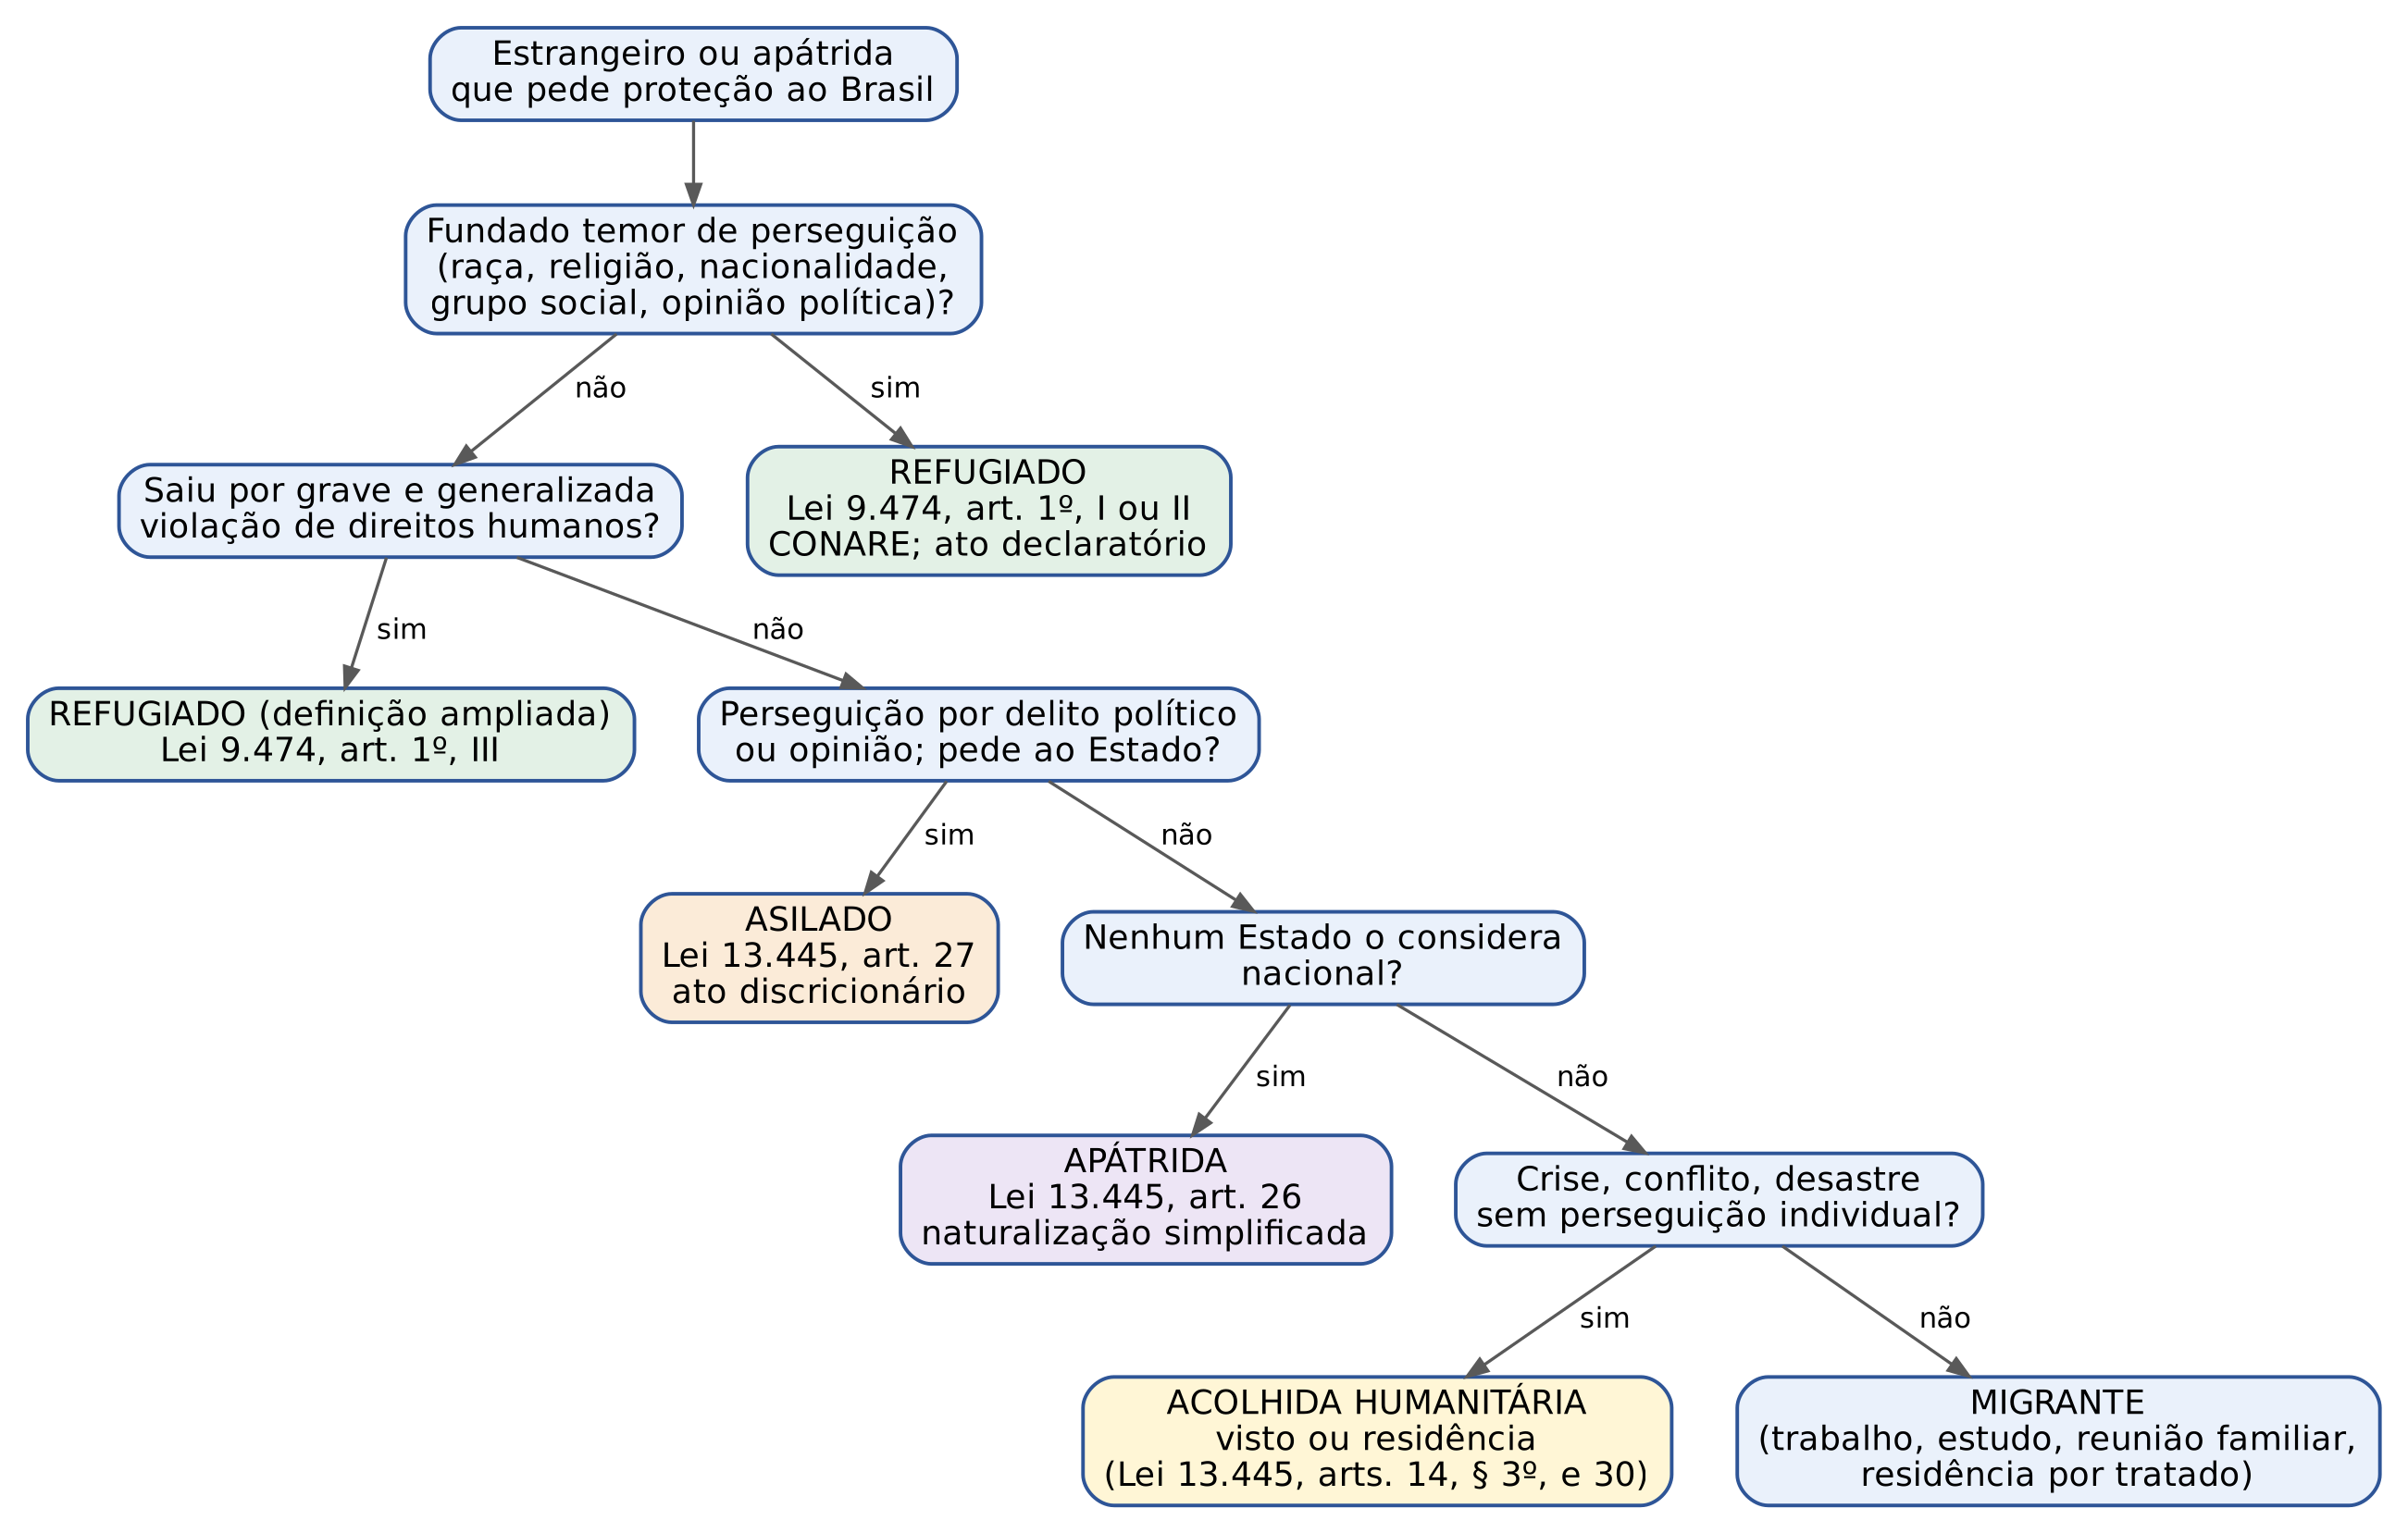 Estrangeiro ou apátrida
que pede proteção ao Brasil
Fundado temor de perseguição
(raça, religião, nacionalidade,
grupo social, opinião política)?
não
sim
Saiu por grave e generalizada
violação de direitos humanos?
REFUGIADO
Lei 9.474, art. 1º, I ou II
CONARE; ato declaratório
sim
não
REFUGIADO (definição ampliada)
Lei 9.474, art. 1º, III
Perseguição por delito político
ou opinião; pede ao Estado?
sim
não
ASILADO
Lei 13.445, art. 27
ato discricionário
Nenhum Estado o considera
nacional?
sim
não
APÁTRIDA
Lei 13.445, art. 26
naturalização simplificada
Crise, conflito, desastre
sem perseguição individual?
sim
não
ACOLHIDA HUMANITÁRIA
visto ou residência
(Lei 13.445, arts. 14, § 3º, e 30)
MIGRANTE
(trabalho, estudo, reunião familiar,
residência por tratado)